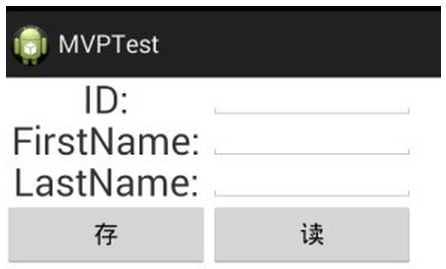 MVPTest
ID:
FirstName:
LastName:
存 读